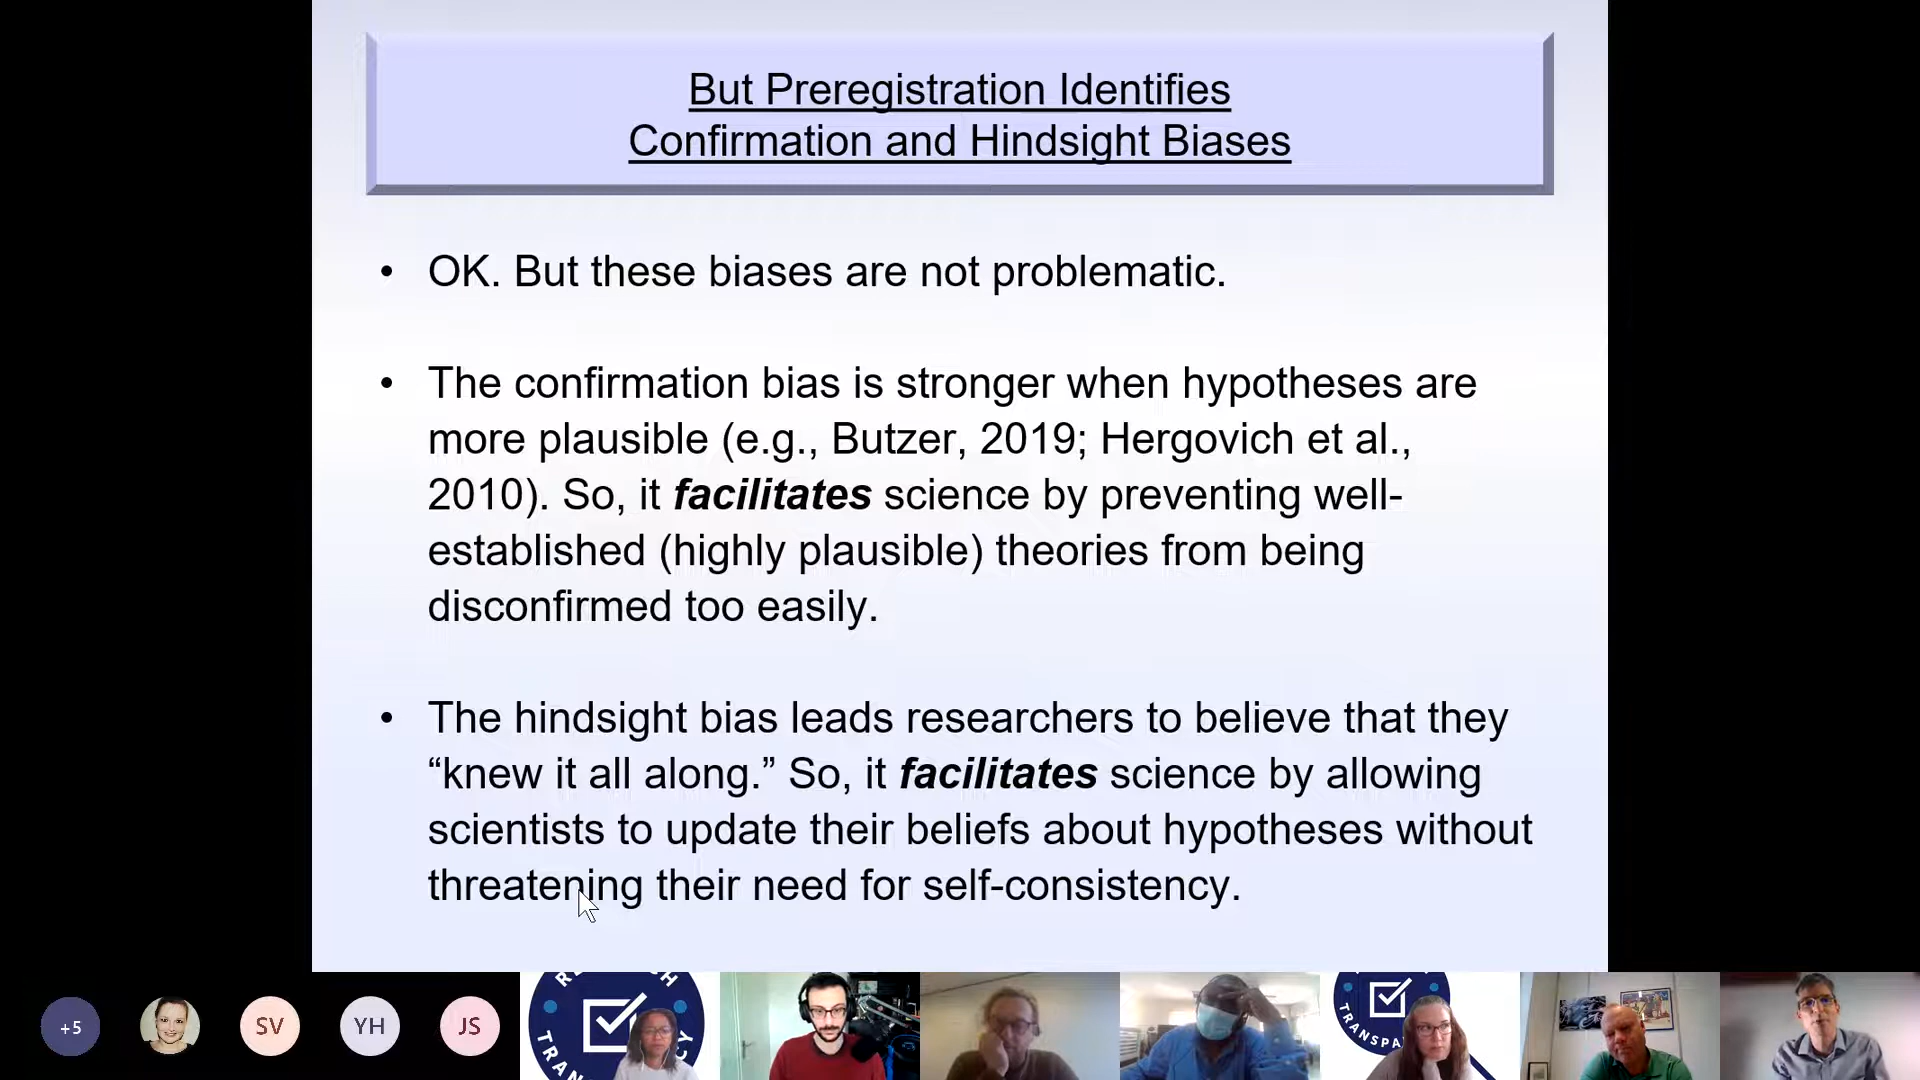 But Preregistration Identifies
Confirmation and Hindsight Biases
• OK. But these biases are not problematic.
• The confirmation bias is stronger when hypotheses are
more plausible (e.g., Butzer, 2019; Hergovich et al.,
2010). So, it facilitates science by preventing well-
established (highly plausible) theories from being
disconfirmed too easily.
• The hindsight bias leads researchers to believe that they
“knew it all along.” So, it facilitates science by allowing
scientists to update their beliefs about hypotheses without
threatening their need for self-consistency.
+5
SV
YH
JS